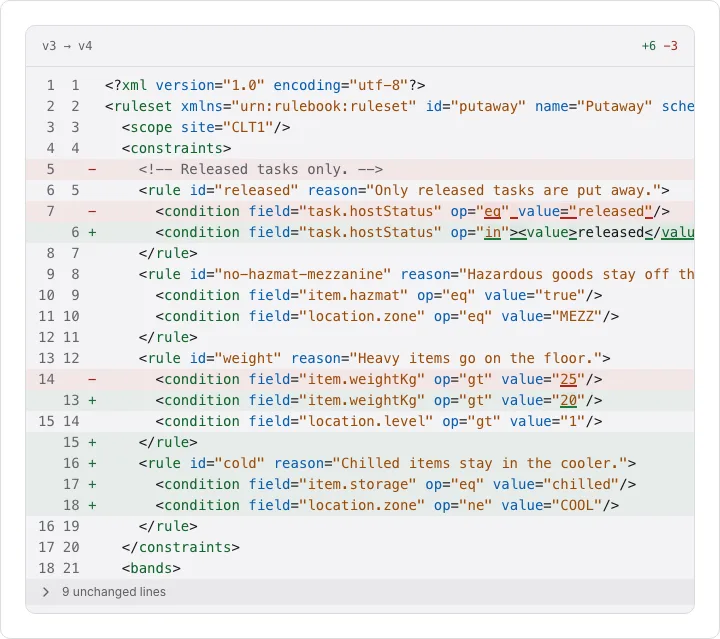 v3 → v4 +6 −3
1 1 <?xml version="1.0" encoding="utf-8"?>
2 2 <ruleset xmlns="urn:rulebook:ruleset" id="putaway" name="Putaway" sche
3 3 <scope site="CLT1"/>
4 4 <constraints>
5 − <!-- Released tasks only. -->
6 5 <rule id="released" reason="Only released tasks are put away.">
7 − <condition field="task.hostStatus" op="eq" value="released"/>
6 + <condition field="task.hostStatus" op="in"><value>released</valu
8 7 </rule>
9 8 <rule id="no-hazmat-mezzanine" reason="Hazardous goods stay off th
10 9 <condition field="item.hazmat" op="eq" value="true"/>
11 10 <condition field="location.zone" op="eq" value="MEZZ"/>
12 11 </rule>
13 12 <rule id="weight" reason="Heavy items go on the floor.">
14 − <condition field="item.weightKg" op="gt" value="25"/>
13 + <condition field="item.weightKg" op="gt" value="20"/>
15 14 <condition field="location.level" op="gt" value="1"/>
15 + </rule>
16 + <rule id="cold" reason="Chilled items stay in the cooler.">
17 + <condition field="item.storage" op="eq" value="chilled"/>
18 + <condition field="location.zone" op="ne" value="COOL"/>
16 19 </rule>
17 20 </constraints>
18 21 <bands>
9 unchanged lines